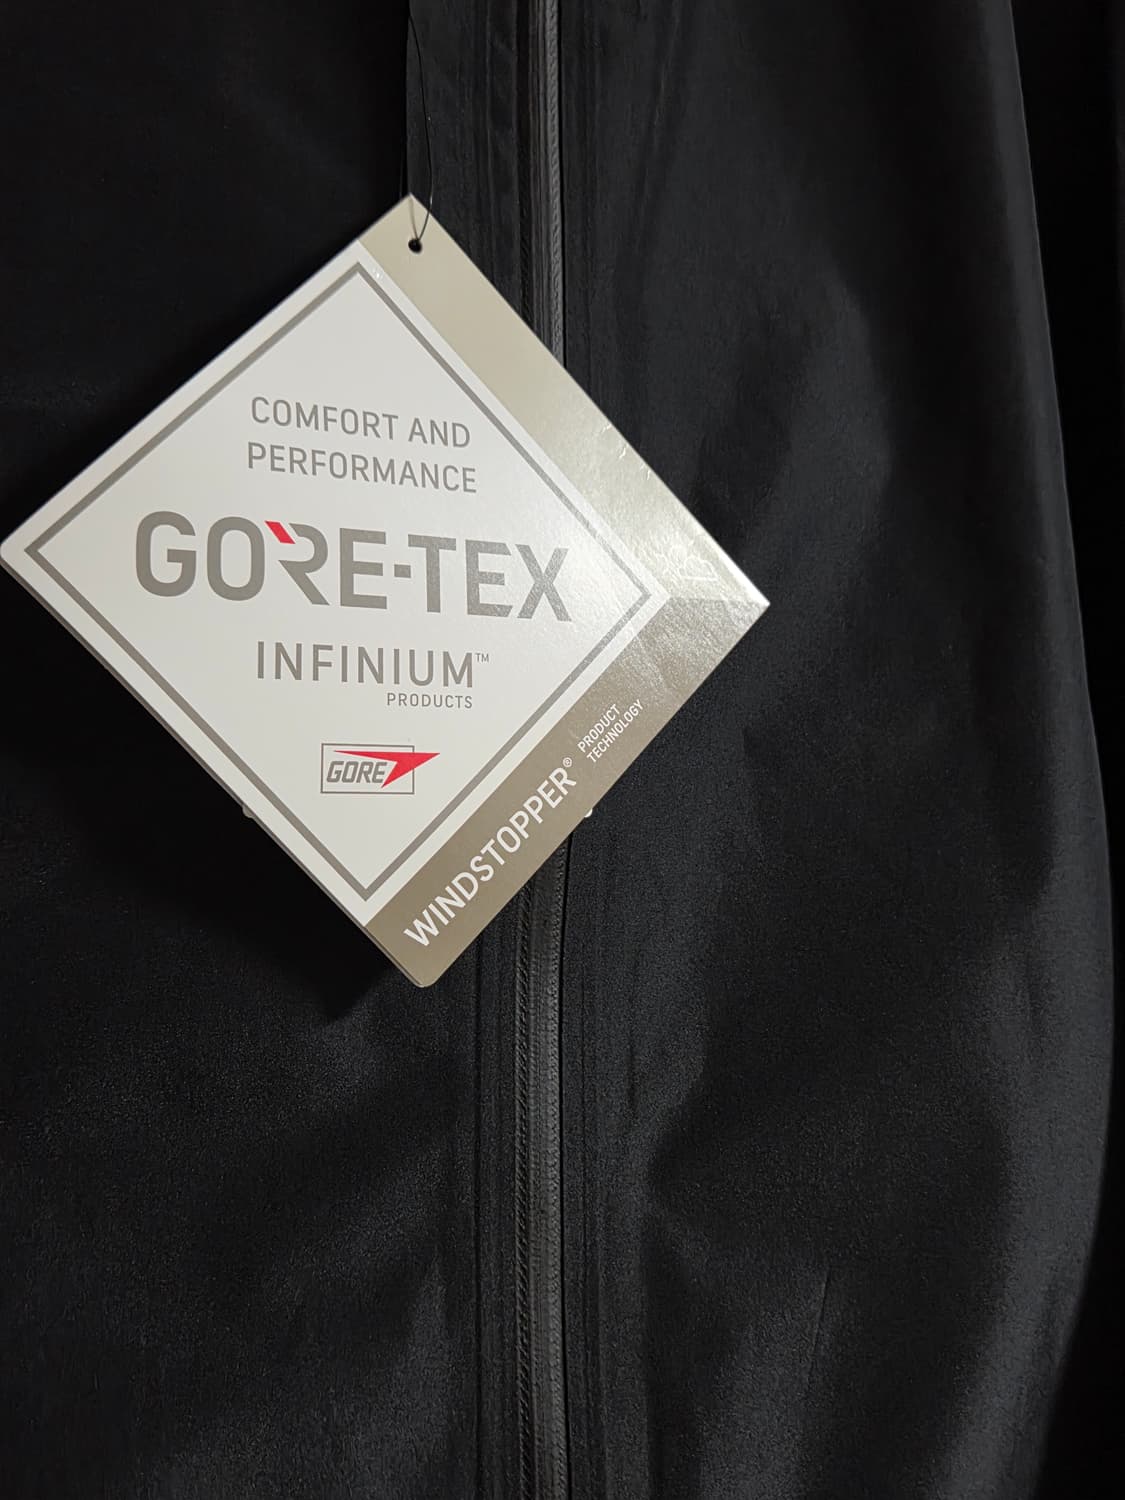 COMFORT AND
PERFORMANCE
GORE-TEX
INFINIUM™
PRODUCTS
GORE
WINDSTOPPER®
PRODUCT
TECHNOLOGY